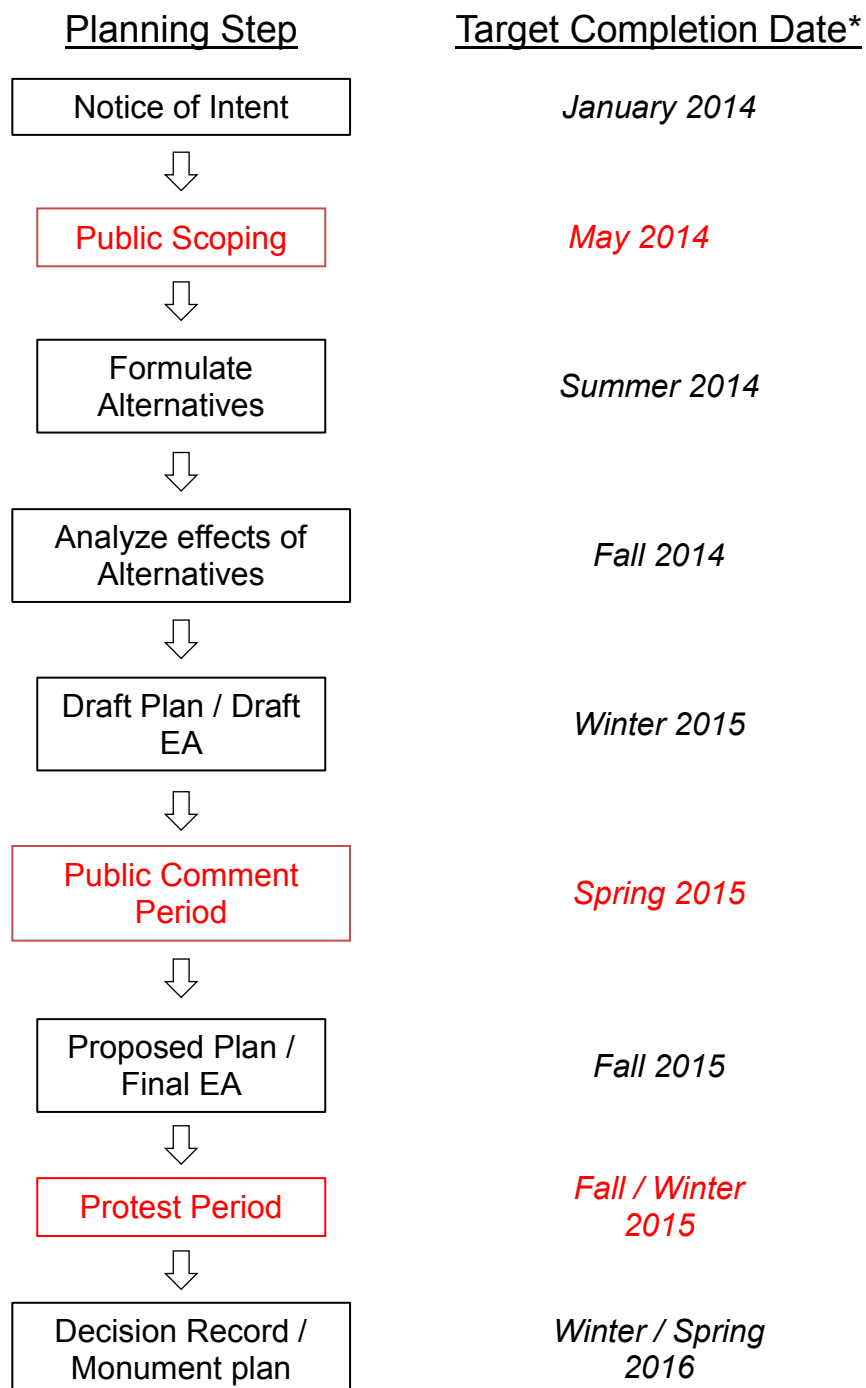 Planning Step
Target Completion Date*
Notice of Intent
January 2014
Public Scoping
May 2014
Formulate
Alternatives
Summer 2014
Analyze effects of
Alternatives
Fall 2014
Draft Plan / Draft
EA
Winter 2015
Public Comment
Period
Spring 2015
Proposed Plan /
Final EA
Fall 2015
Protest Period
Fall / Winter
2015
Decision Record /
Monument plan
Winter / Spring
2016